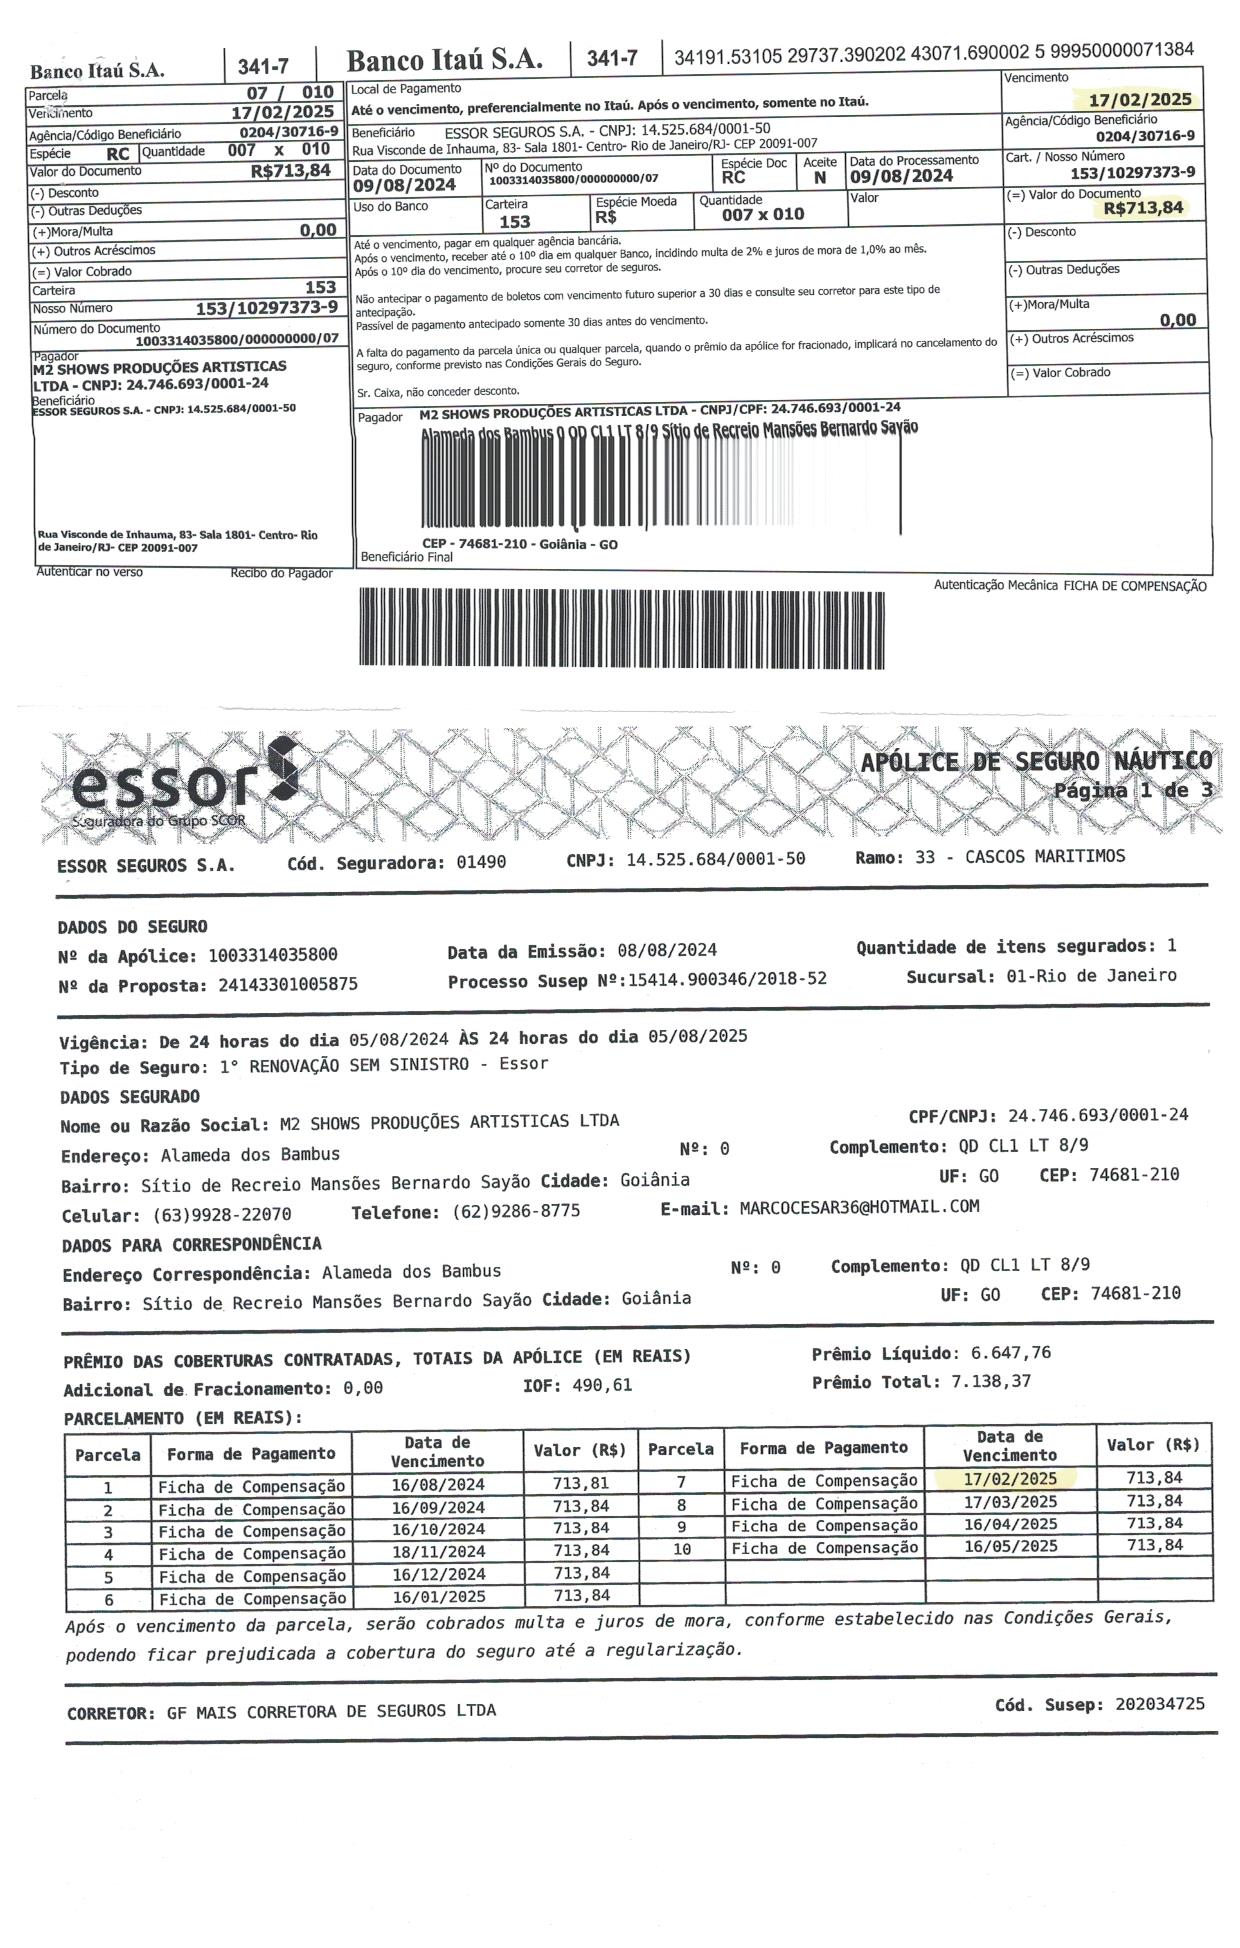 Banco Itaú S.A. 341-7
Parcela 07 / 010
Vencimento 17/02/2025
Agência/Código Beneficiário 0204/30716-9
Espécie RC Quantidade 007 x 010
Valor do Documento R$713,84
(-) Desconto
(-) Outras Deduções
(+)Mora/Multa 0,00
(+) Outros Acréscimos
(=) Valor Cobrado
Carteira 153
Nosso Número 153/10297373-9
Número do Documento
1003314035800/000000000/07
Pagador
M2 SHOWS PRODUÇÕES ARTISTICAS
LTDA - CNPJ: 24.746.693/0001-24
Beneficiário
ESSOR SEGUROS S.A. - CNPJ: 14.525.684/0001-50
Rua Visconde de Inhauma, 83- Sala 1801- Centro- Rio
de Janeiro/RJ- CEP 20091-007
Autenticar no verso Recibo do Pagador
Banco Itaú S.A. 341-7 34191.53105 29737.390202 43071.690002 5 99950000071384
Local de Pagamento
Até o vencimento, preferencialmente no Itaú. Após o vencimento, somente no Itaú.
Vencimento
17/02/2025
Beneficiário ESSOR SEGUROS S.A. - CNPJ: 14.525.684/0001-50
Rua Visconde de Inhauma, 83- Sala 1801- Centro- Rio de Janeiro/RJ- CEP 20091-007
Agência/Código Beneficiário
0204/30716-9
Data do Documento Nº do Documento Espécie Doc Aceite Data do Processamento Cart. / Nosso Número
09/08/2024 1003314035800/000000000/07 RC N 09/08/2024 153/10297373-9
Uso do Banco Carteira Espécie Moeda Quantidade Valor (=) Valor do Documento
153 R$ 007 x 010 R$713,84
Até o vencimento, pagar em qualquer agência bancária.
Após o vencimento, receber até o 10º dia em qualquer Banco, incidindo multa de 2% e juros de mora de 1,0% ao mês.
Após o 10º dia do vencimento, procure seu corretor de seguros.
Não antecipar o pagamento de boletos com vencimento futuro superior a 30 dias e consulte seu corretor para este tipo de
antecipação.
Passível de pagamento antecipado somente 30 dias antes do vencimento.
A falta do pagamento da parcela única ou qualquer parcela, quando o prêmio da apólice for fracionado, implicará no cancelamento do
seguro, conforme previsto nas Condições Gerais do Seguro.
Sr. Caixa, não conceder desconto.
(-) Desconto
(-) Outras Deduções
(+)Mora/Multa
0,00
(+) Outros Acréscimos
(=) Valor Cobrado
Pagador M2 SHOWS PRODUÇÕES ARTISTICAS LTDA - CNPJ/CPF: 24.746.693/0001-24
Alameda dos Bambus 0 QD CL1 LT 8/9 Sítio de Recreio Mansões Bernardo Sayão
CEP - 74681-210 - Goiânia - GO
Beneficiário Final
Autenticação Mecânica FICHA DE COMPENSAÇÃO
essor
Seguradora do Grupo SCOR
APÓLICE DE SEGURO NÁUTICO
Página 1 de 3
ESSOR SEGUROS S.A. Cód. Seguradora: 01490 CNPJ: 14.525.684/0001-50 Ramo: 33 - CASCOS MARITIMOS
DADOS DO SEGURO
Nº da Apólice: 1003314035800 Data da Emissão: 08/08/2024 Quantidade de itens segurados: 1
Nº da Proposta: 24143301005875 Processo Susep Nº:15414.900346/2018-52 Sucursal: 01-Rio de Janeiro
Vigência: De 24 horas do dia 05/08/2024 ÀS 24 horas do dia 05/08/2025
Tipo de Seguro: 1° RENOVAÇÃO SEM SINISTRO - Essor
DADOS SEGURADO
Nome ou Razão Social: M2 SHOWS PRODUÇÕES ARTISTICAS LTDA CPF/CNPJ: 24.746.693/0001-24
Endereço: Alameda dos Bambus Nº: 0 Complemento: QD CL1 LT 8/9
Bairro: Sítio de Recreio Mansões Bernardo Sayão Cidade: Goiânia UF: GO CEP: 74681-210
Celular: (63)9928-22070 Telefone: (62)9286-8775 E-mail: MARCOCESAR36@HOTMAIL.COM
DADOS PARA CORRESPONDÊNCIA
Endereço Correspondência: Alameda dos Bambus Nº: 0 Complemento: QD CL1 LT 8/9
Bairro: Sítio de Recreio Mansões Bernardo Sayão Cidade: Goiânia UF: GO CEP: 74681-210
PRÊMIO DAS COBERTURAS CONTRATADAS, TOTAIS DA APÓLICE (EM REAIS) Prêmio Líquido: 6.647,76
Adicional de Fracionamento: 0,00 IOF: 490,61 Prêmio Total: 7.138,37
PARCELAMENTO (EM REAIS):
Parcela Forma de Pagamento Data de Vencimento Valor (R$) Parcela Forma de Pagamento Data de Vencimento Valor (R$)
1 Ficha de Compensação 16/08/2024 713,81 7 Ficha de Compensação 17/02/2025 713,84
2 Ficha de Compensação 16/09/2024 713,84 8 Ficha de Compensação 17/03/2025 713,84
3 Ficha de Compensação 16/10/2024 713,84 9 Ficha de Compensação 16/04/2025 713,84
4 Ficha de Compensação 18/11/2024 713,84 10 Ficha de Compensação 16/05/2025 713,84
5 Ficha de Compensação 16/12/2024 713,84
6 Ficha de Compensação 16/01/2025 713,84
Após o vencimento da parcela, serão cobrados multa e juros de mora, conforme estabelecido nas Condições Gerais,
podendo ficar prejudicada a cobertura do seguro até a regularização.
CORRETOR: GF MAIS CORRETORA DE SEGUROS LTDA Cód. Susep: 202034725